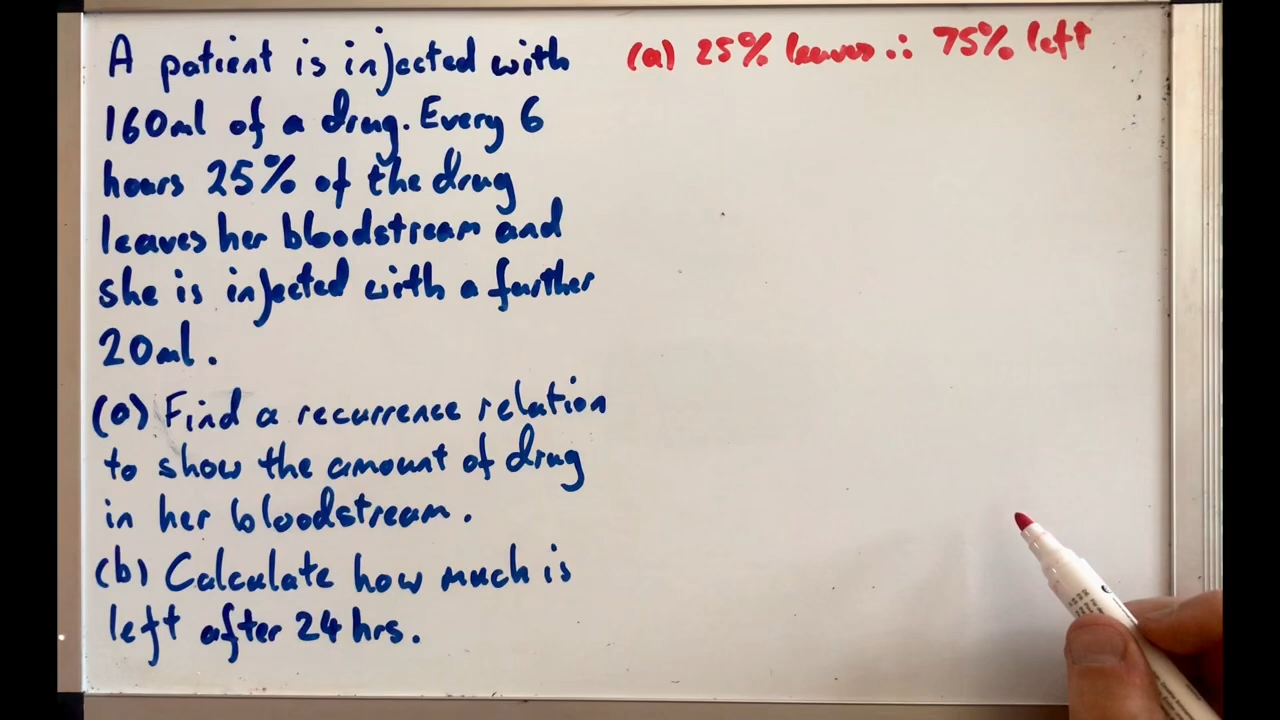 A patient is injected with
160ml of a drug. Every 6
hours 25% of the drug
leaves her bloodstream and
she is injected with a further
20ml.
(a) Find a recurrence relation
to show the amount of drug
in her bloodstream.
(b) Calculate how much is
left after 24 hrs.
(a) 25% leaves ∴ 75% left